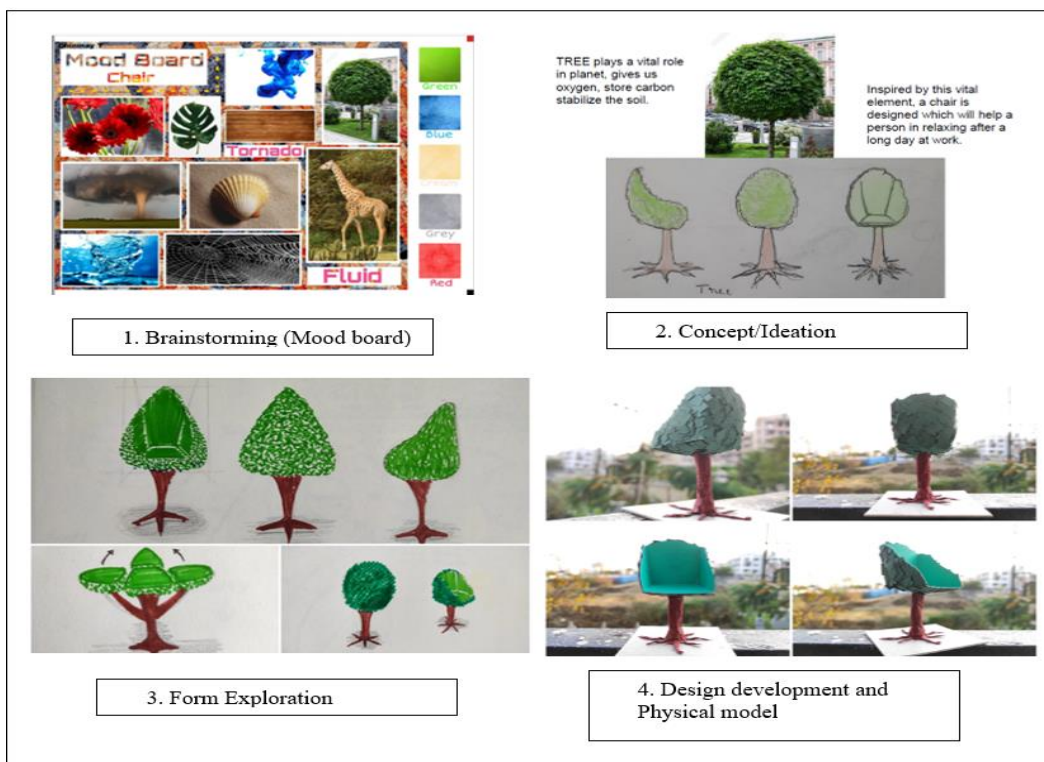 Mood Board
Chair
Tornado
Fluid
Green
Blue
Cream
Grey
Red
1. Brainstorming (Mood board)
TREE plays a vital role
in planet, gives us
oxygen, store carbon
stabilize the soil.
Inspired by this vital
element, a chair is
designed which will help a
person in relaxing after a
long day at work.
Tree
2. Concept/Ideation
3. Form Exploration
4. Design development and
Physical model